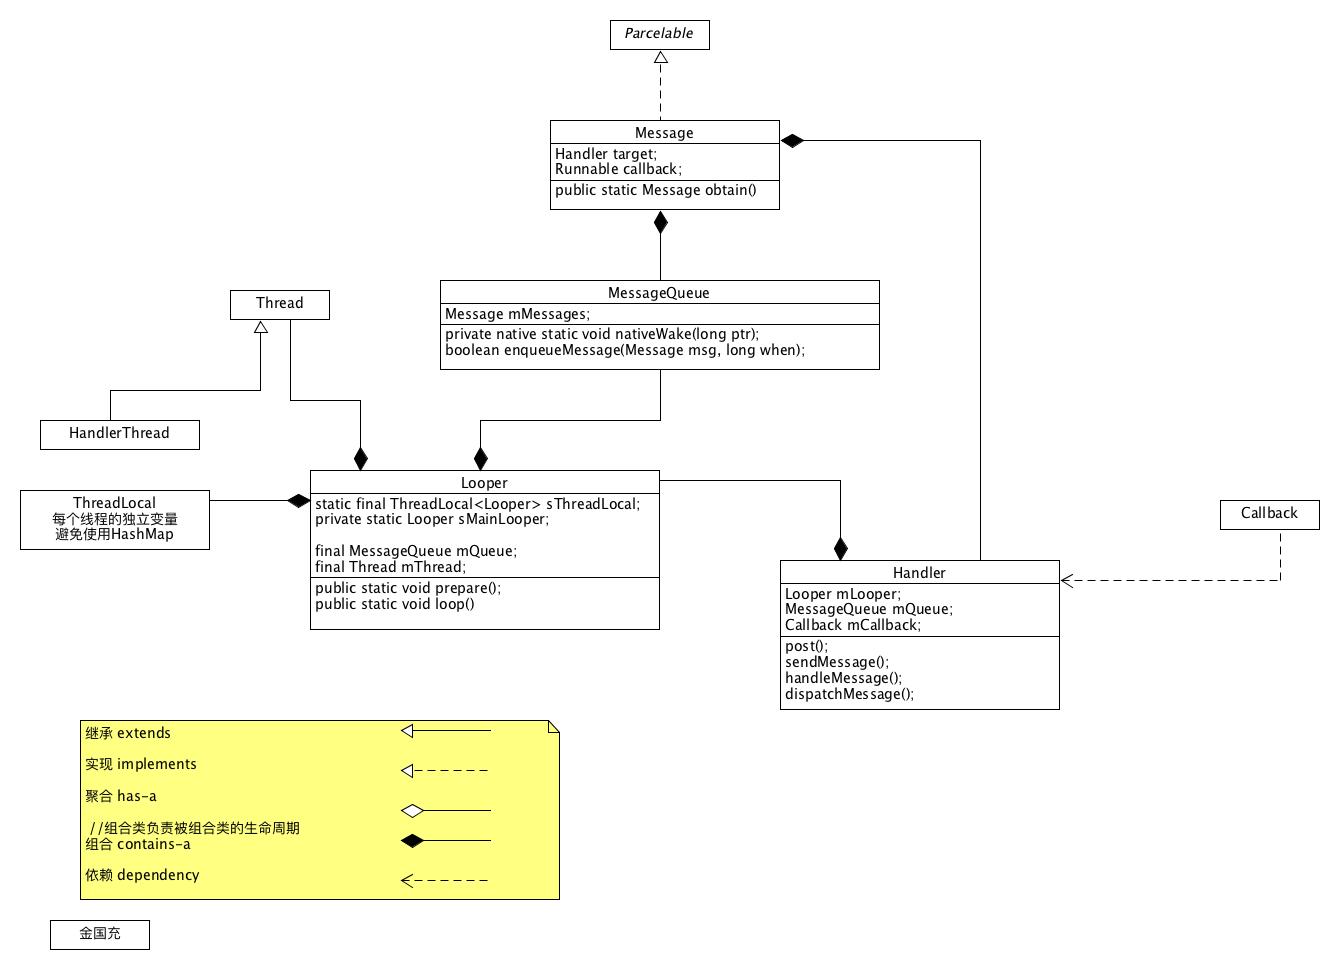 Parcelable
Message
Handler target;
Runnable callback;
public static Message obtain()
MessageQueue
Message mMessages;
private native static void nativeWake(long ptr);
boolean enqueueMessage(Message msg, long when);
Thread
HandlerThread
ThreadLocal
每个线程的独立变量
避免使用HashMap
Looper
static final ThreadLocal<Looper> sThreadLocal;
private static Looper sMainLooper;
final MessageQueue mQueue;
final Thread mThread;
public static void prepare();
public static void loop()
Callback
Handler
Looper mLooper;
MessageQueue mQueue;
Callback mCallback;
post();
sendMessage();
handleMessage();
dispatchMessage();
继承 extends
实现 implements
聚合 has-a
//组合类负责被组合类的生命周期
组合 contains-a
依赖 dependency
金国充